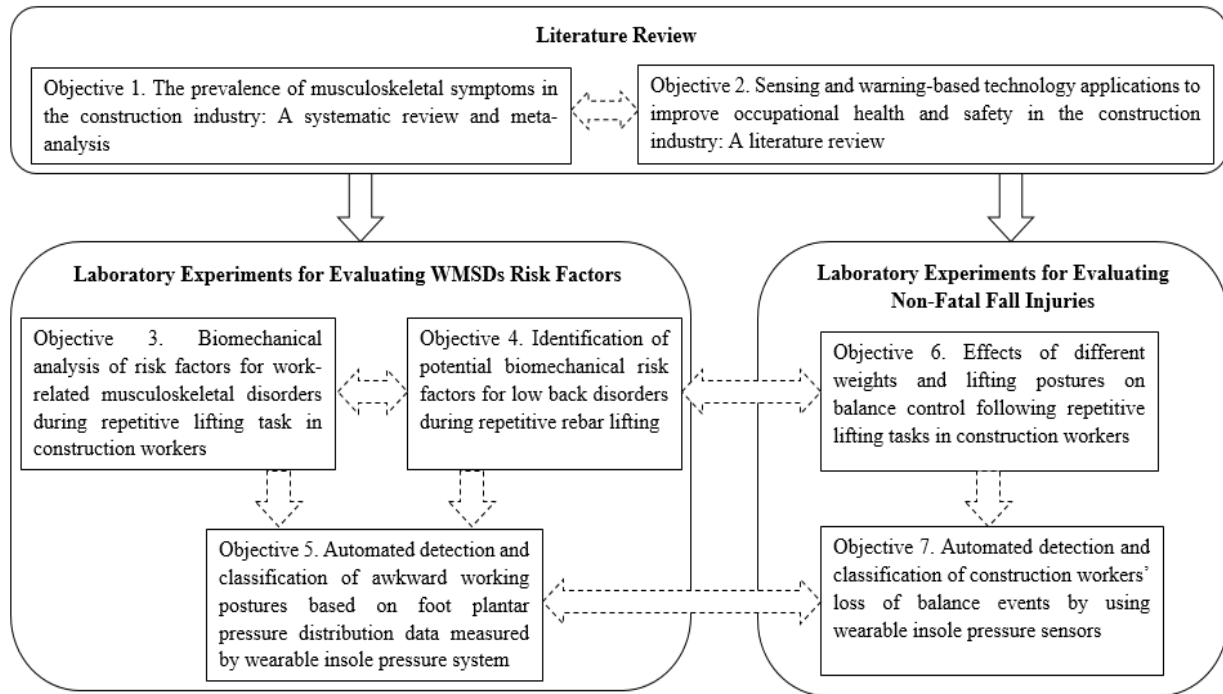 Literature Review
Objective 1. The prevalence of musculoskeletal symptoms in
the construction industry: A systematic review and meta-
analysis
Objective 2. Sensing and warning-based technology applications to
improve occupational health and safety in the construction
industry: A literature review
Laboratory Experiments for Evaluating WMSDs Risk Factors
Objective 3. Biomechanical
analysis of risk factors for work-
related musculoskeletal disorders
during repetitive lifting task in
construction workers
Objective 4. Identification of
potential biomechanical risk
factors for low back disorders
during repetitive rebar lifting
Objective 5. Automated detection and
classification of awkward working
postures based on foot plantar
pressure distribution data measured
by wearable insole pressure system
Laboratory Experiments for Evaluating
Non-Fatal Fall Injuries
Objective 6. Effects of different
weights and lifting postures on
balance control following repetitive
lifting tasks in construction workers
Objective 7. Automated detection and
classification of construction workers’
loss of balance events by using
wearable insole pressure sensors